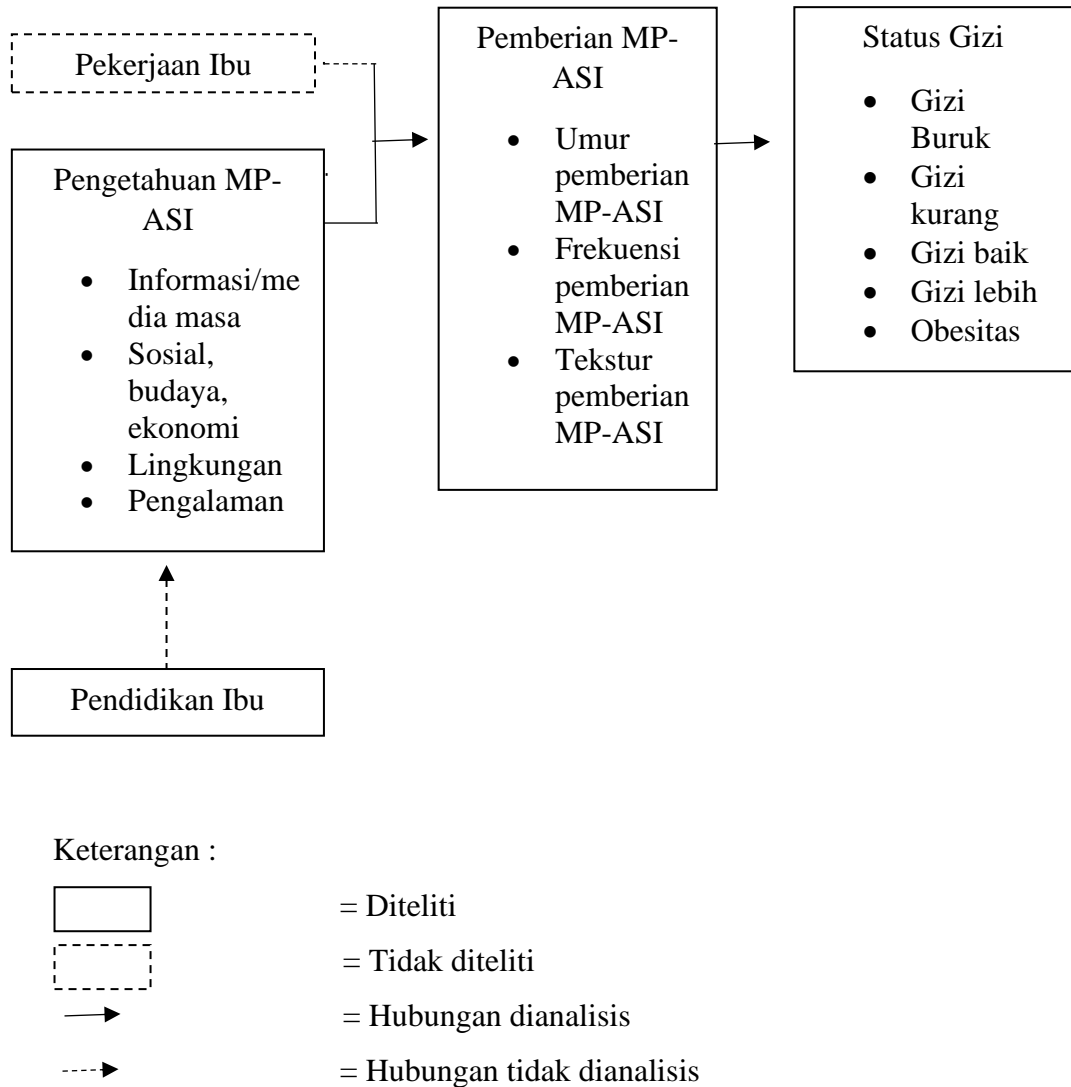 Pekerjaan Ibu
Pengetahuan MP-
ASI
• Informasi/me
dia masa
• Sosial,
budaya,
ekonomi
• Lingkungan
• Pengalaman
Pendidikan Ibu
Pemberian MP-
ASI
• Umur
pemberian
MP-ASI
• Frekuensi
pemberian
MP-ASI
• Tekstur
pemberian
MP-ASI
Status Gizi
• Gizi
Buruk
• Gizi
kurang
• Gizi baik
• Gizi lebih
• Obesitas
Keterangan :
= Diteliti
= Tidak diteliti
= Hubungan dianalisis
= Hubungan tidak dianalisis